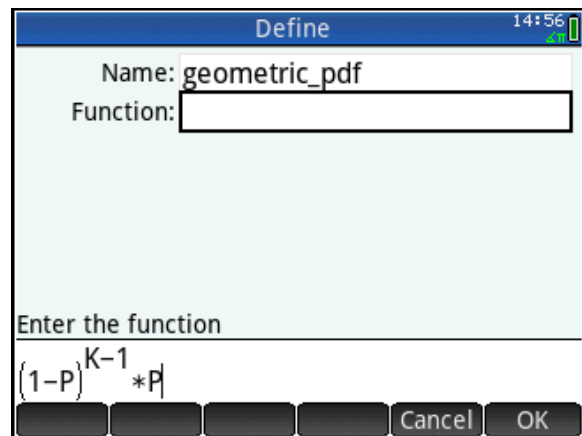 Define
14:56
∠π
Name: geometric_pdf
Function:
Enter the function
(1-P)^K-1 *P
Cancel
OK